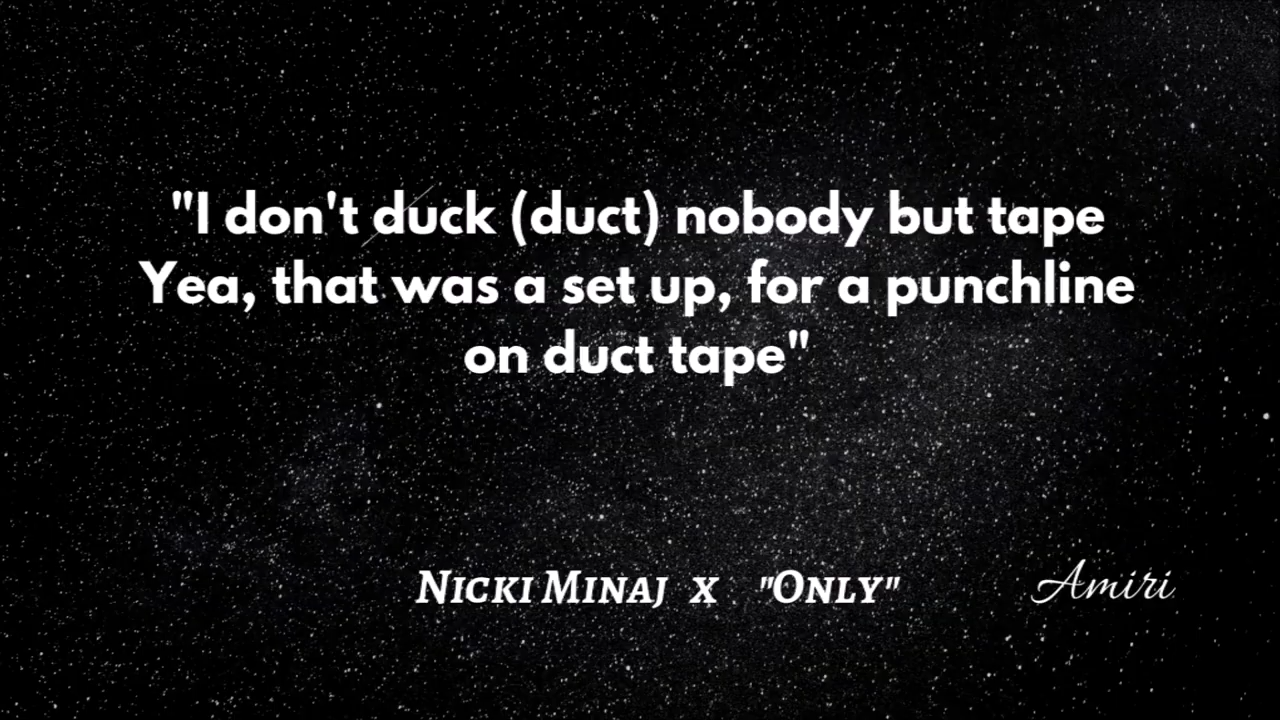 "I don't duck (duct) nobody but tape
Yea, that was a set up, for a punchline
on duct tape"
Nicki Minaj x "Only"
Amiri